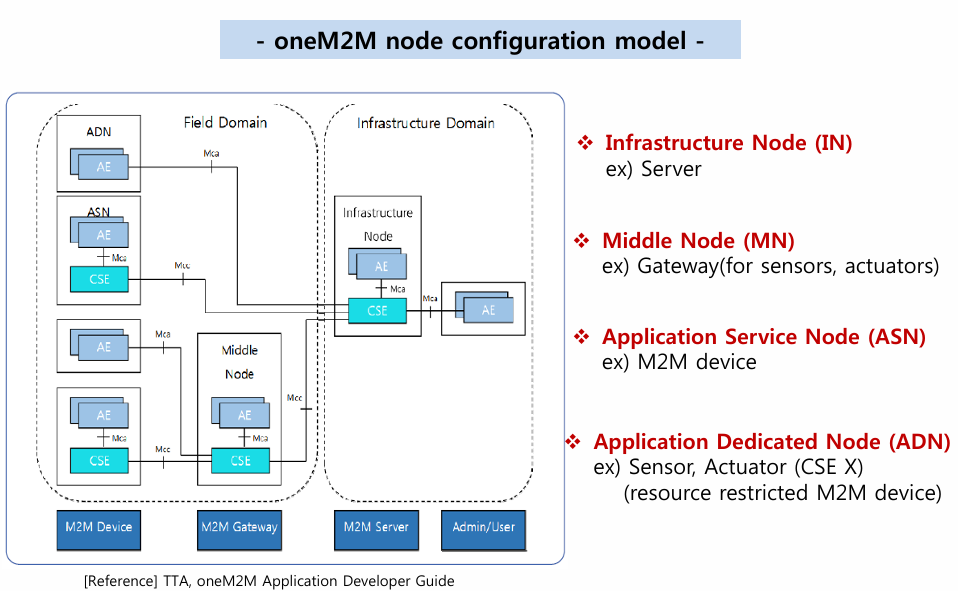 - oneM2M node configuration model -
Field Domain
Infrastructure Domain
ADN
AE
Mca
ASN
AE
Mca
CSE
Mcc
AE
Mca
AE
Mca
CSE
Mcc
Middle
Node
AE
Mca
CSE
Mcc
Infrastructure
Node
AE
Mca
CSE
Mca
AE
M2M Device
M2M Gateway
M2M Server
Admin/User
❖ Infrastructure Node (IN)
ex) Server
❖ Middle Node (MN)
ex) Gateway(for sensors, actuators)
❖ Application Service Node (ASN)
ex) M2M device
❖ Application Dedicated Node (ADN)
ex) Sensor, Actuator (CSE X)
(resource restricted M2M device)
[Reference] TTA, oneM2M Application Developer Guide